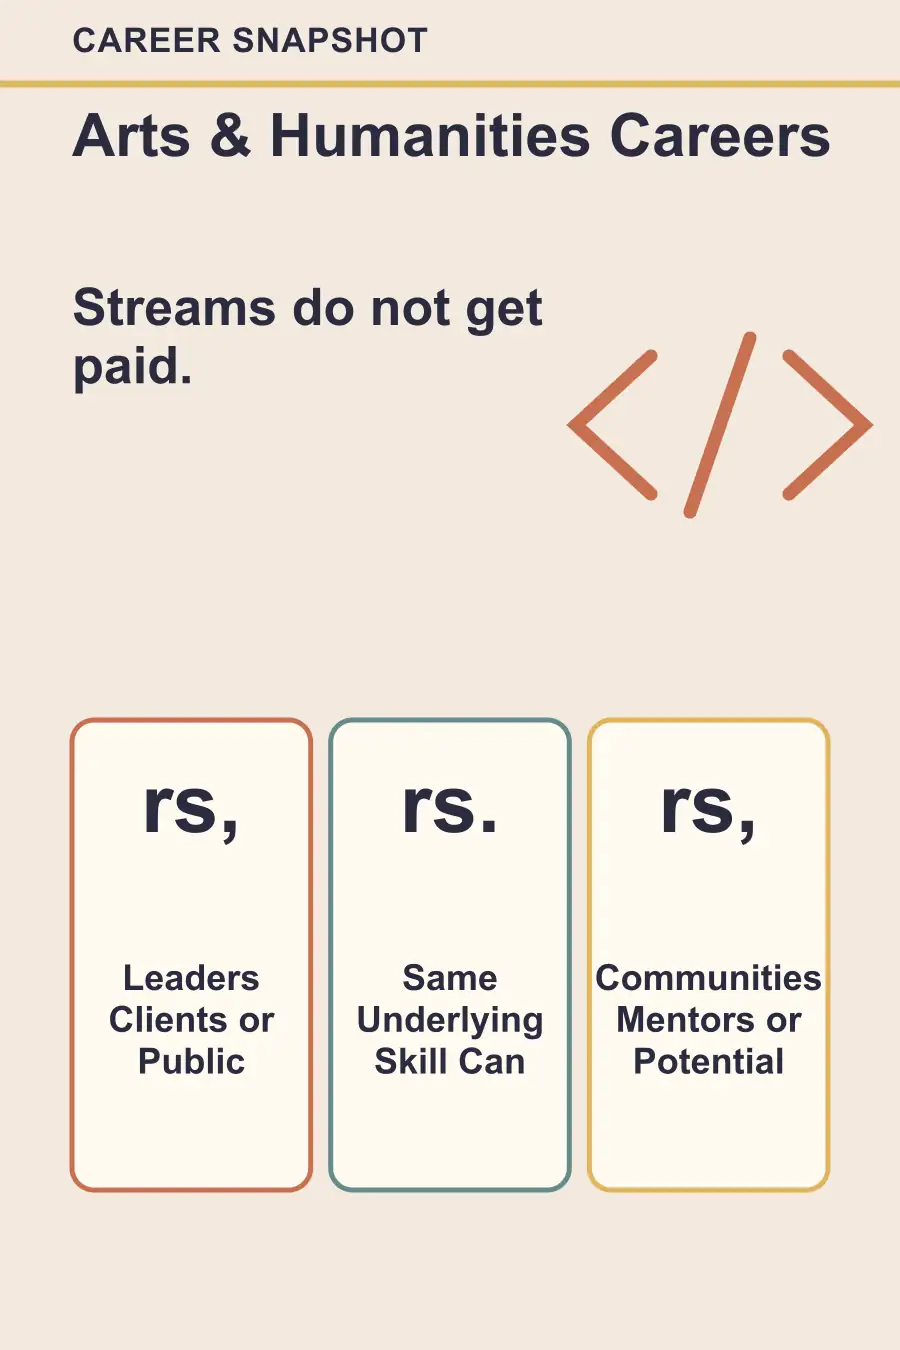 CAREER SNAPSHOT
Arts & Humanities Careers
Streams do not get
paid.
</>
rs,
Leaders
Clients or
Public
rs.
Same
Underlying
Skill Can
rs,
Communities
Mentors or
Potential